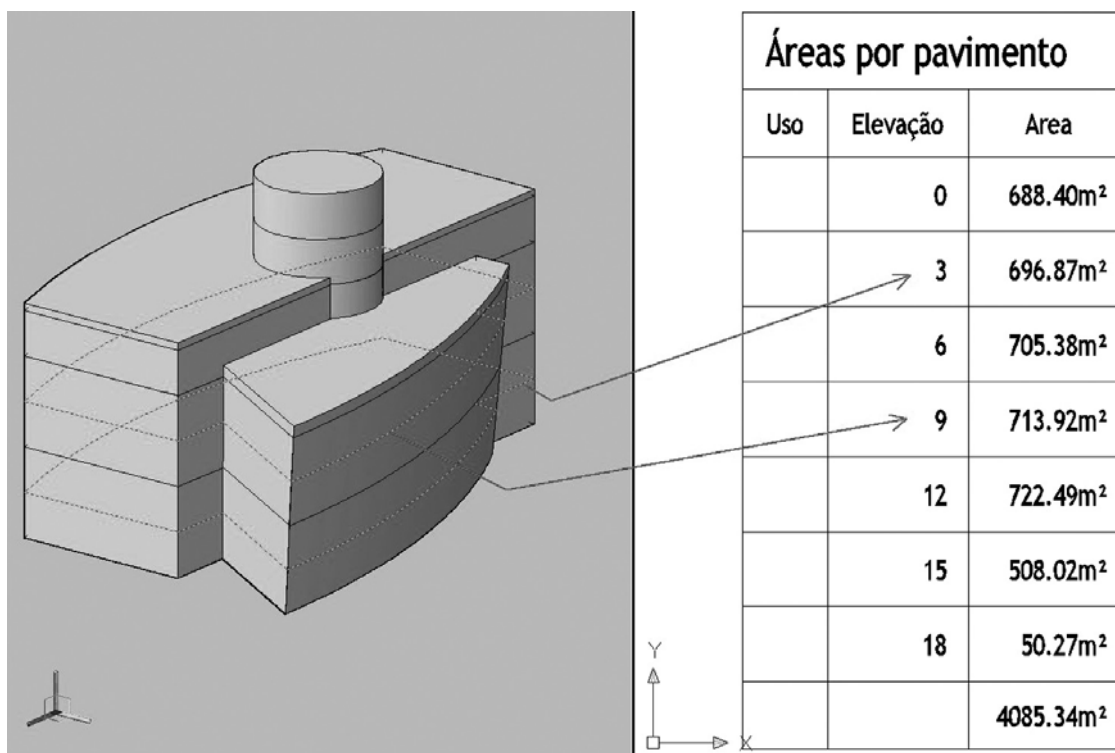 Áreas por pavimento
Uso Elevação Area
0 688.40m²
3 696.87m²
6 705.38m²
9 713.92m²
12 722.49m²
15 508.02m²
18 50.27m²
4085.34m²
Y
X